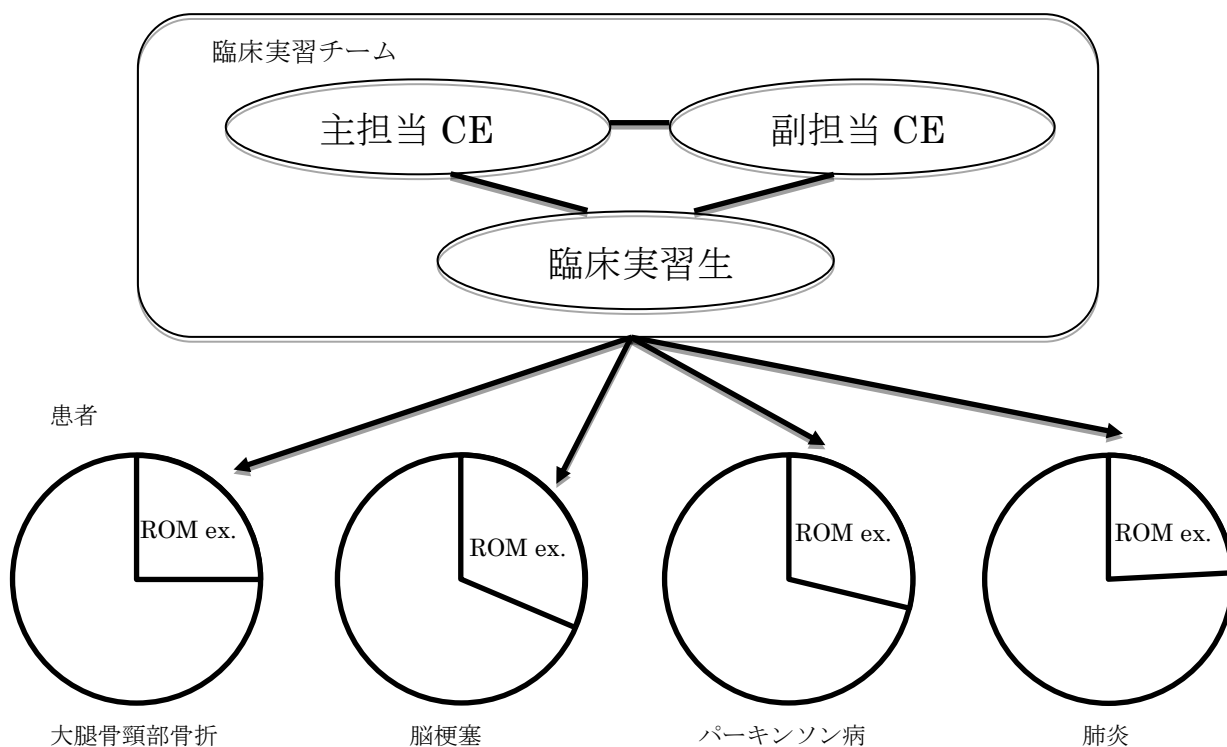 臨床実習チーム
主担当 CE
副担当 CE
臨床実習生
患者
ROM ex.
ROM ex.
ROM ex.
ROM ex.
大腿骨頸部骨折
脳梗塞
パーキンソン病
肺炎